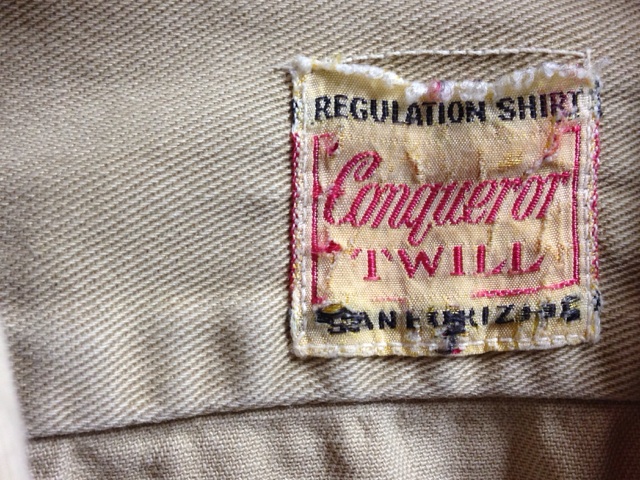 REGULATION SHIRT
Conqueror
TWILL
SANFORIZED